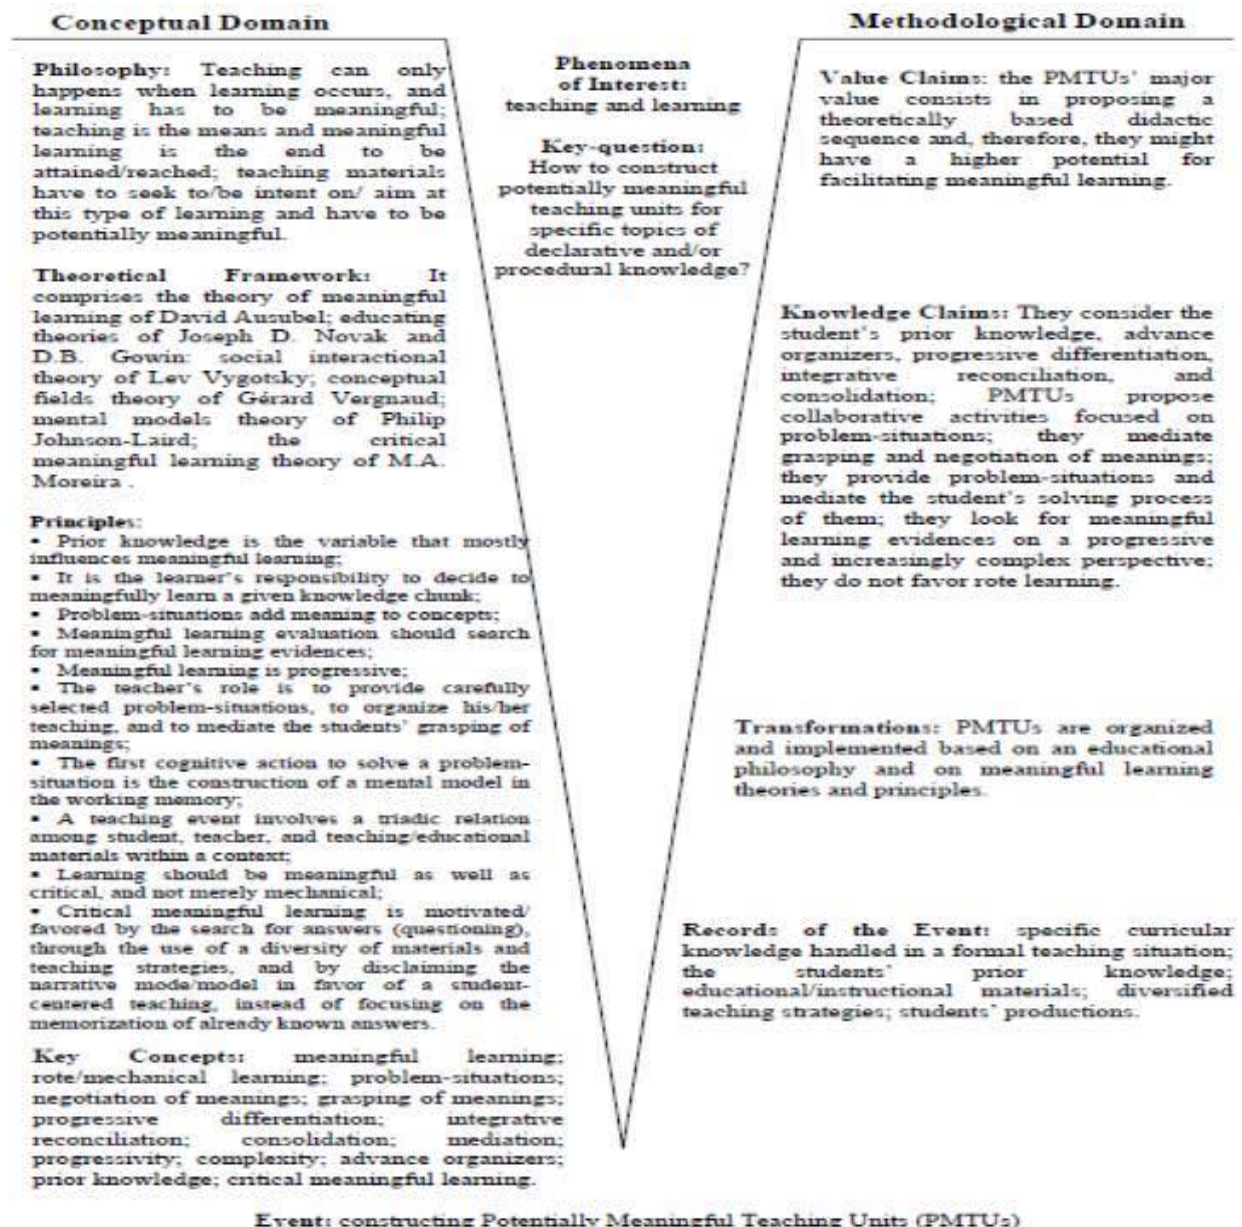 Conceptual Domain
Philosophy: Teaching can only
happens when learning occurs, and
learning has to be meaningful;
teaching is the means and meaningful
learning is the end to be
attained/reached; teaching materials
have to seek to/be intent on/ aim at
this type of learning and have to be
potentially meaningful.
Theoretical Framework: It
comprises the theory of meaningful
learning of David Ausubel; educating
theories of Joseph D. Novak and
D.B. Gowin: social interactional
theory of Lev Vygotsky; conceptual
fields theory of Gérard Vergnaud;
mental models theory of Philip
Johnson-Laird; the critical
meaningful learning theory of M.A.
Moreira .
Principles:
• Prior knowledge is the variable that mostly
influences meaningful learning;
• It is the learner's responsibility to decide to
meaningfully learn a given knowledge chunk;
• Problem-situations add meaning to concepts;
• Meaningful learning evaluation should search
for meaningful learning evidences;
• Meaningful learning is progressive;
• The teacher's role is to provide carefully
selected problem-situations, to organize his/her
teaching, and to mediate the students' grasping of
meanings;
• The first cognitive action to solve a problem-
situation is the construction of a mental model in
the working memory;
• A teaching event involves a triadic relation
among student, teacher, and teaching/educational
materials within a context;
• Learning should be meaningful as well as
critical, and not merely mechanical;
• Critical meaningful learning is motivated/
favored by the search for answers (questioning),
through the use of a diversity of materials and
teaching strategies, and by disclaiming the
narrative mode/model in favor of a student-
centered teaching, instead of focusing on the
memorization of already known answers.
Key Concepts: meaningful learning;
rote/mechanical learning; problem-situations;
negotiation of meanings; grasping of meanings;
progressive differentiation; integrative
reconciliation; consolidation; mediation;
progressivity; complexity; advance organizers;
prior knowledge; critical meaningful learning.
Phenomena
of Interest:
teaching and learning
Key-question:
How to construct
potentially meaningful
teaching units for
specific topics of
declarative and/or
procedural knowledge?
Methodological Domain
Value Claims: the PMTUs' major
value consists in proposing a
theoretically based didactic
sequence and, therefore, they might
have a higher potential for
facilitating meaningful learning.
Knowledge Claims: They consider the
student's prior knowledge, advance
organizers, progressive differentiation,
integrative reconciliation, and
consolidation; PMTUs propose
collaborative activities focused on
problem-situations; they mediate
grasping and negotiation of meanings;
they provide problem-situations and
mediate the student's solving process
of them; they look for meaningful
learning evidences on a progressive
and increasingly complex perspective;
they do not favor rote learning.
Transformations: PMTUs are organized
and implemented based on an educational
philosophy and on meaningful learning
theories and principles.
Records of the Event: specific curricular
knowledge handled in a formal teaching situation;
the students' prior knowledge;
educational/instructional materials; diversified
teaching strategies; students' productions.
Event: constructing Potentially Meaningful Teaching Units (PMTUs)